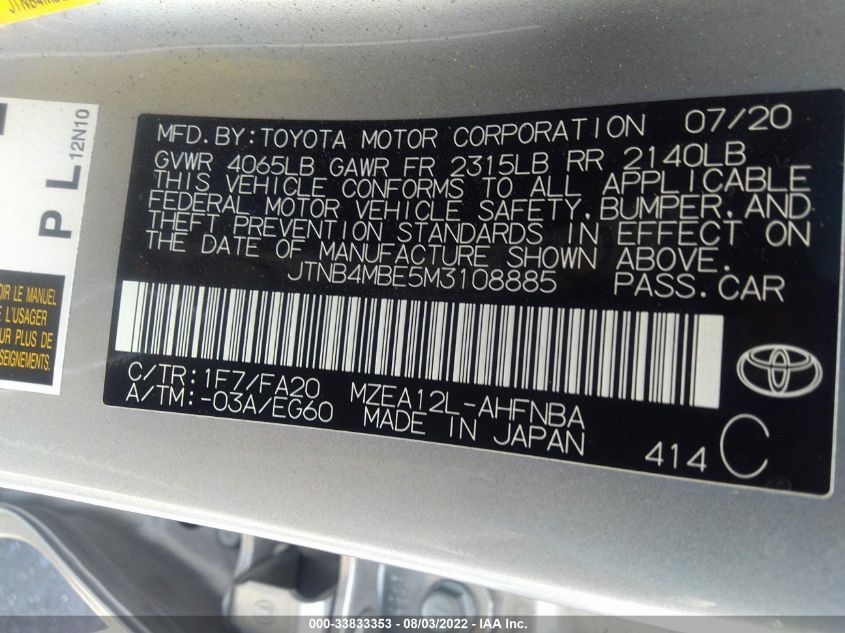 12N10
P L
MFD. BY: TOYOTA MOTOR CORPORATION 07/20
GVWR 4065LB GAWR FR 2315LB RR 2140LB
THIS VEHICLE CONFORMS TO ALL APPLICABLE
FEDERAL MOTOR VEHICLE SAFETY, BUMPER, AND
THEFT PREVENTION STANDARDS IN EFFECT ON
THE DATE OF MANUFACTURE SHOWN ABOVE.
JTNB4MBE5M3108885 PASS. CAR
C/TR: 1F7/FA20 MZEA12L-AHFNBA
A/TM: -03A/EG60 MADE IN JAPAN
414 C
OIR LE MANUEL
L'USAGER
UR PLUS DE
SEIGNEMENTS.
000-33833353 - 08/03/2022 - IAA Inc.